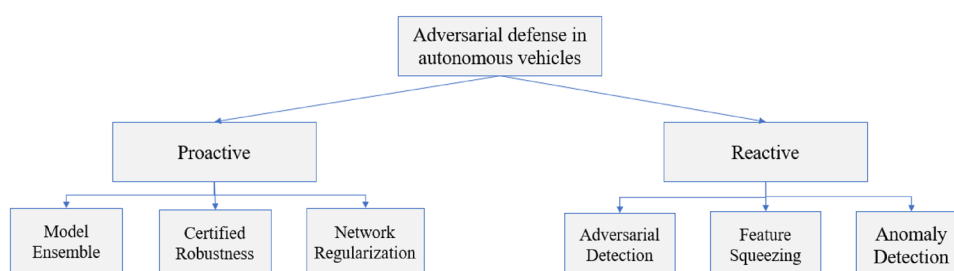 Adversarial defense in
autonomous vehicles
Proactive
Reactive
Model
Ensemble
Certified
Robustness
Network
Regularization
Adversarial
Detection
Feature
Squeezing
Anomaly
Detection